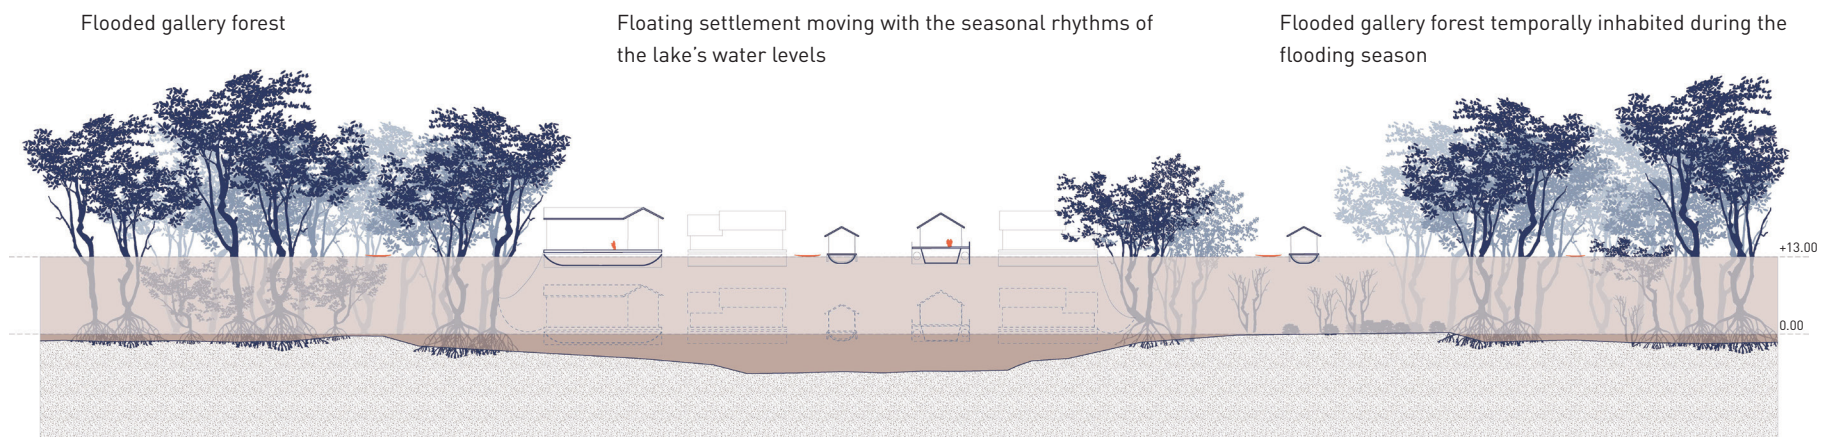 Flooded gallery forest
Floating settlement moving with the seasonal rhythms of
the lake's water levels
Flooded gallery forest temporally inhabited during the
flooding season
+13.00
0.00